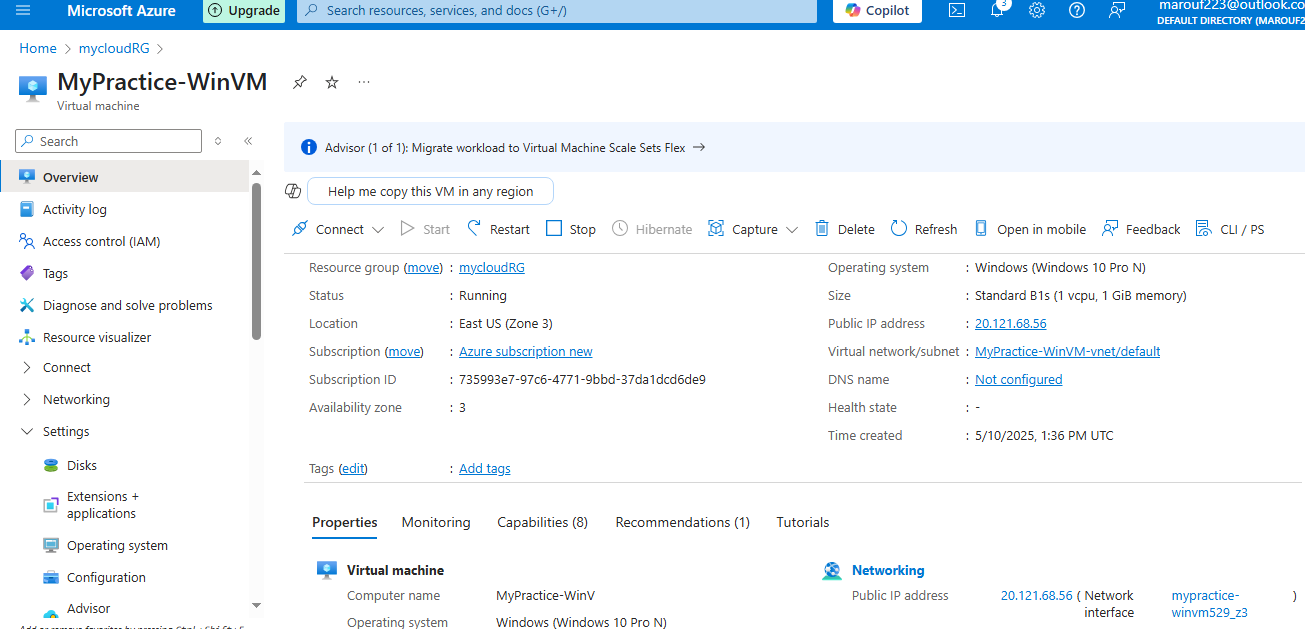 Microsoft Azure
Upgrade
Search resources, services, and docs (G+/)
Copilot
3
marouf223@outlook.co
DEFAULT DIRECTORY (MAROUF2
Home > mycloudRG >
MyPractice-WinVM
Virtual machine
Search
Overview
Activity log
Access control (IAM)
Tags
Diagnose and solve problems
Resource visualizer
Connect
Networking
Settings
Disks
Extensions +
applications
Operating system
Configuration
Advisor
Advisor (1 of 1): Migrate workload to Virtual Machine Scale Sets Flex →
Help me copy this VM in any region
Connect Start Restart Stop Hibernate Capture Delete Refresh Open in mobile Feedback CLI / PS
Resource group (move) : mycloudRG
Status : Running
Location : East US (Zone 3)
Subscription (move) : Azure subscription new
Subscription ID : 735993e7-97c6-4771-9bbd-37da1dcd6de9
Availability zone : 3
Operating system : Windows (Windows 10 Pro N)
Size : Standard B1s (1 vcpu, 1 GiB memory)
Public IP address : 20.121.68.56
Virtual network/subnet : MyPractice-WinVM-vnet/default
DNS name : Not configured
Health state : -
Time created : 5/10/2025, 1:36 PM UTC
Tags (edit) : Add tags
Properties Monitoring Capabilities (8) Recommendations (1) Tutorials
Virtual machine
Computer name MyPractice-WinV
Operating system Windows (Windows 10 Pro N)
Networking
Public IP address 20.121.68.56 ( Network mypractice- )
interface winvm529_z3